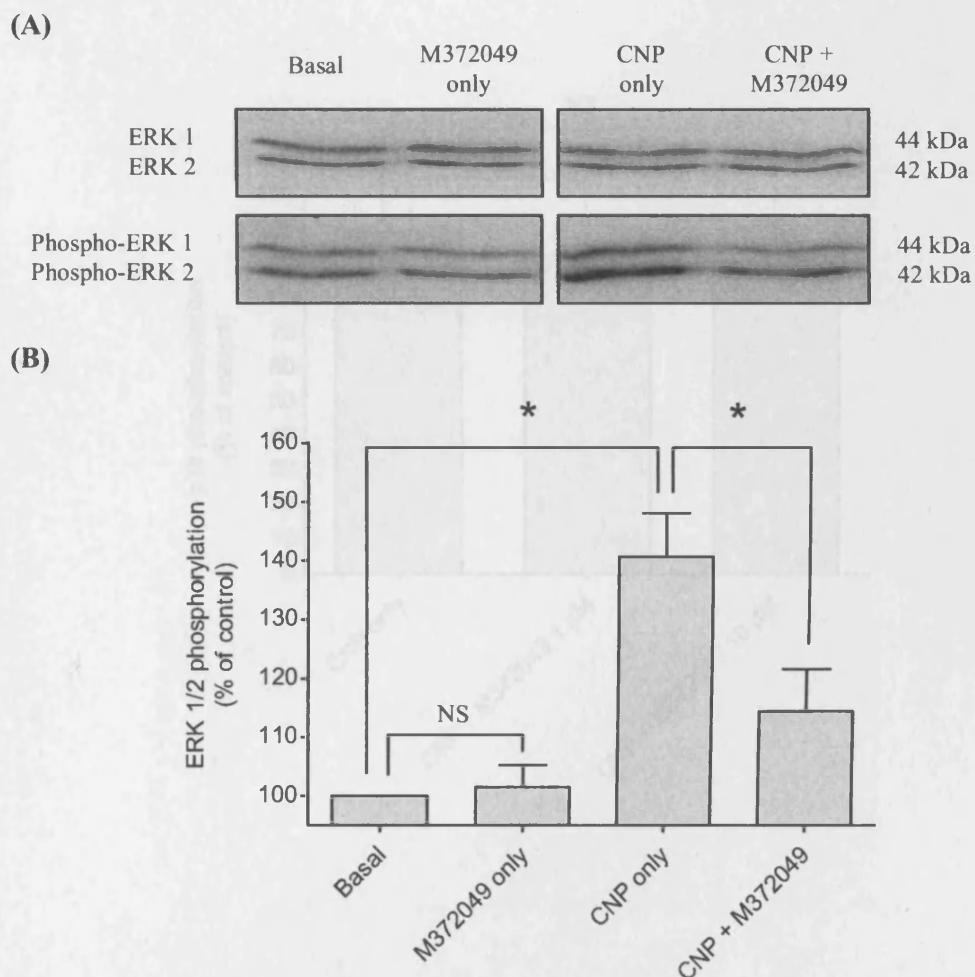 (A)
Basal
M372049
only
CNP
only
CNP +
M372049
ERK 1
ERK 2
44 kDa
42 kDa
Phospho-ERK 1
Phospho-ERK 2
44 kDa
42 kDa
(B)
*
*
NS
ERK 1/2 phosphorylation
(% of control)
160
150
140
130
120
110
100
Basal
M372049 only
CNP only
CNP + M372049